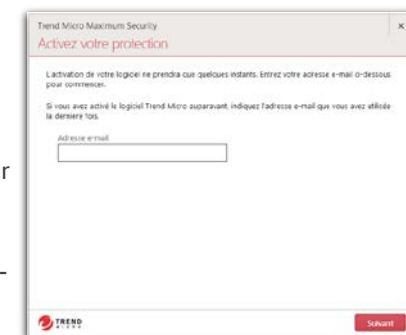 Trend Micro Maximum Security
Activez votre protection
L'activation de votre logiciel ne prendra que quelques instants. Entrez votre adresse e-mail ci-dessous
pour commencer.
Si vous avez activé le logiciel Trend Micro auparavant, indiquez l'adresse e-mail que vous avez utilisée
la dernière fois.
Adresse e-mail
r
–
TREND
MICRO
Suivant